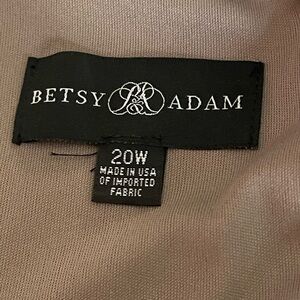 BETSY ADAM
20W
MADE IN USA
OF IMPORTED
FABRIC